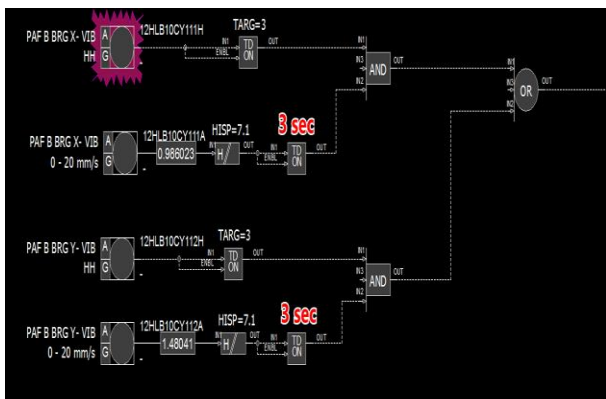 PAF B BRG X- VIB
HH
A
G
12HLB10CY111H
-
TARG=3
IN1
ENBL
TD
ON
OUT
IN1
IN3
IN2
AND
OUT
PAF B BRG X- VIB
0 - 20 mm/s
A
G
12HLB10CY111A
0.986023
-
HISP=7.1
IN1
H/
OUT
3 sec
IN1
ENBL
TD
ON
OUT
IN1
IN3
IN2
OR
OUT
PAF B BRG Y- VIB
HH
A
G
12HLB10CY112H
-
TARG=3
IN1
ENBL
TD
ON
OUT
IN1
IN3
IN2
AND
OUT
PAF B BRG Y- VIB
0 - 20 mm/s
A
G
12HLB10CY112A
1.48041
-
HISP=7.1
IN1
H/
OUT
3 sec
IN1
ENBL
TD
ON
OUT